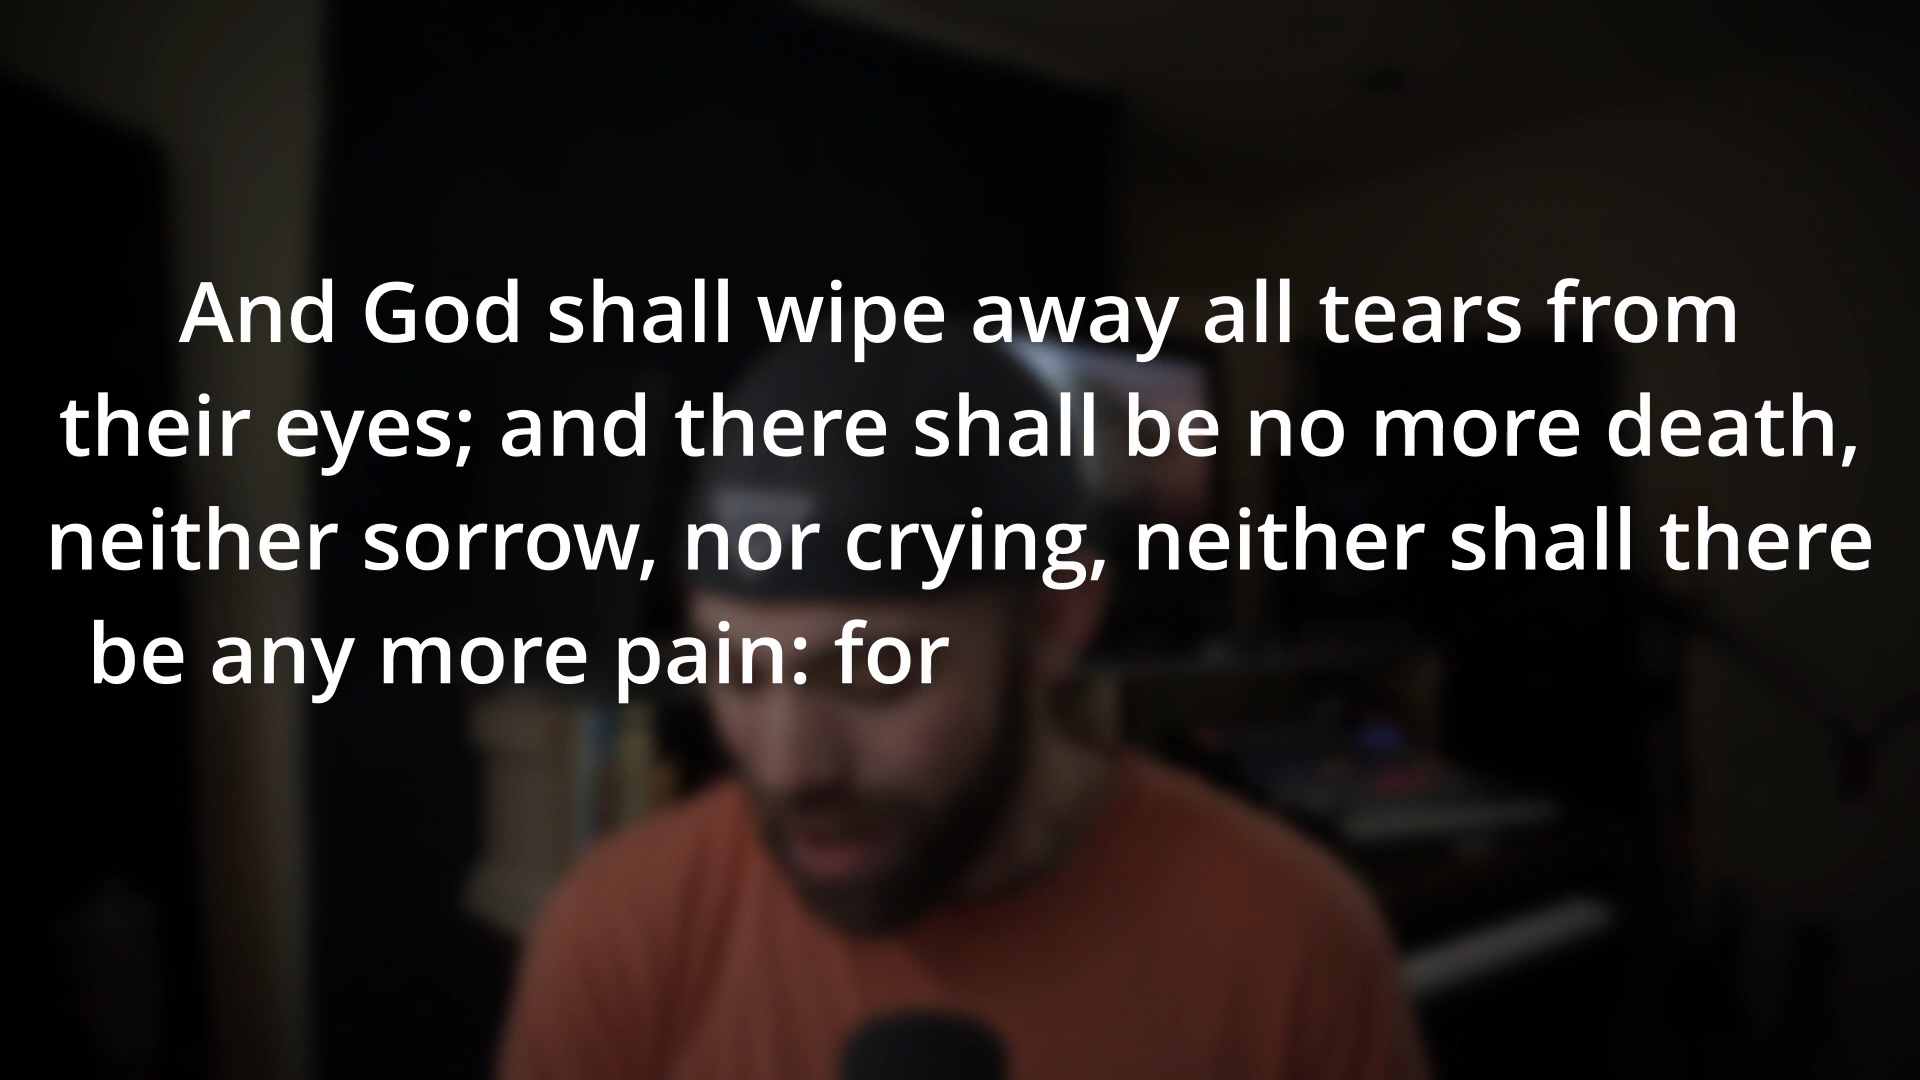 And God shall wipe away all tears from
their eyes; and there shall be no more death,
neither sorrow, nor crying, neither shall there
be any more pain: for